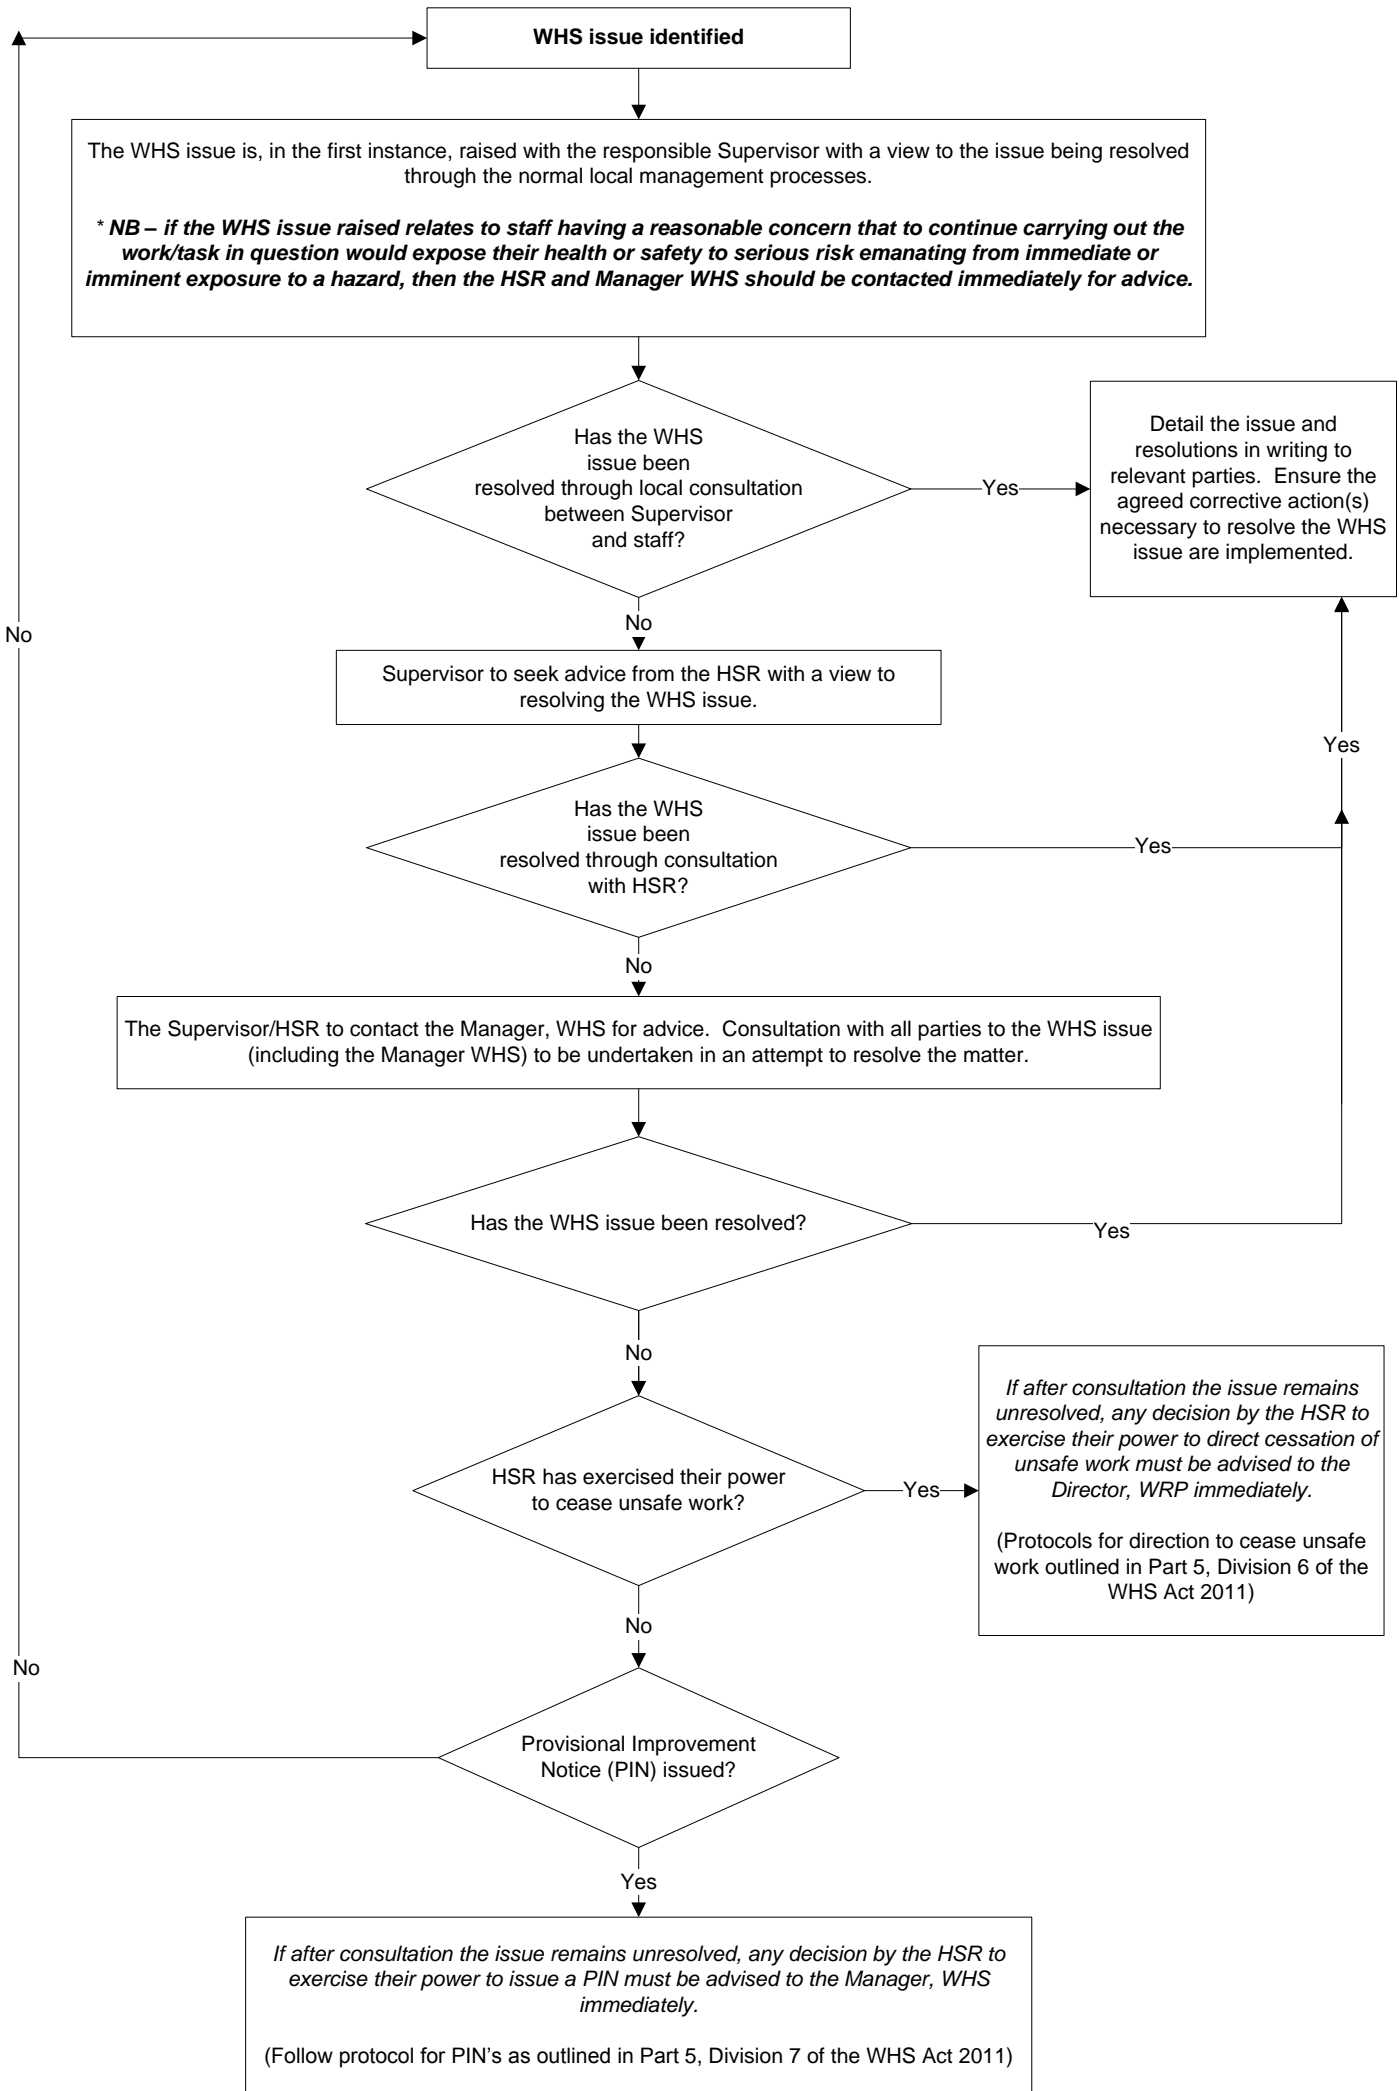 WHS issue identified
The WHS issue is, in the first instance, raised with the responsible Supervisor with a view to the issue being resolved
through the normal local management processes.
* NB – if the WHS issue raised relates to staff having a reasonable concern that to continue carrying out the
work/task in question would expose their health or safety to serious risk emanating from immediate or
imminent exposure to a hazard, then the HSR and Manager WHS should be contacted immediately for advice.
Has the WHS
issue been
resolved through local consultation
between Supervisor
and staff?
Yes
Detail the issue and
resolutions in writing to
relevant parties.  Ensure the
agreed corrective action(s)
necessary to resolve the WHS
issue are implemented.
No
No
Supervisor to seek advice from the HSR with a view to
resolving the WHS issue.
Yes
Has the WHS
issue been
resolved through consultation
with HSR?
Yes
No
The Supervisor/HSR to contact the Manager, WHS for advice.  Consultation with all parties to the WHS issue
(including the Manager WHS) to be undertaken in an attempt to resolve the matter.
Has the WHS issue been resolved?
Yes
No
HSR has exercised their power
to cease unsafe work?
Yes
If after consultation the issue remains
unresolved, any decision by the HSR to
exercise their power to direct cessation of
unsafe work must be advised to the
Director, WRP immediately.
(Protocols for direction to cease unsafe
work outlined in Part 5, Division 6 of the
WHS Act 2011)
No
No
Provisional Improvement
Notice (PIN) issued?
Yes
If after consultation the issue remains unresolved, any decision by the HSR to
exercise their power to issue a PIN must be advised to the Manager, WHS
immediately.
(Follow protocol for PIN's as outlined in Part 5, Division 7 of the WHS Act 2011)